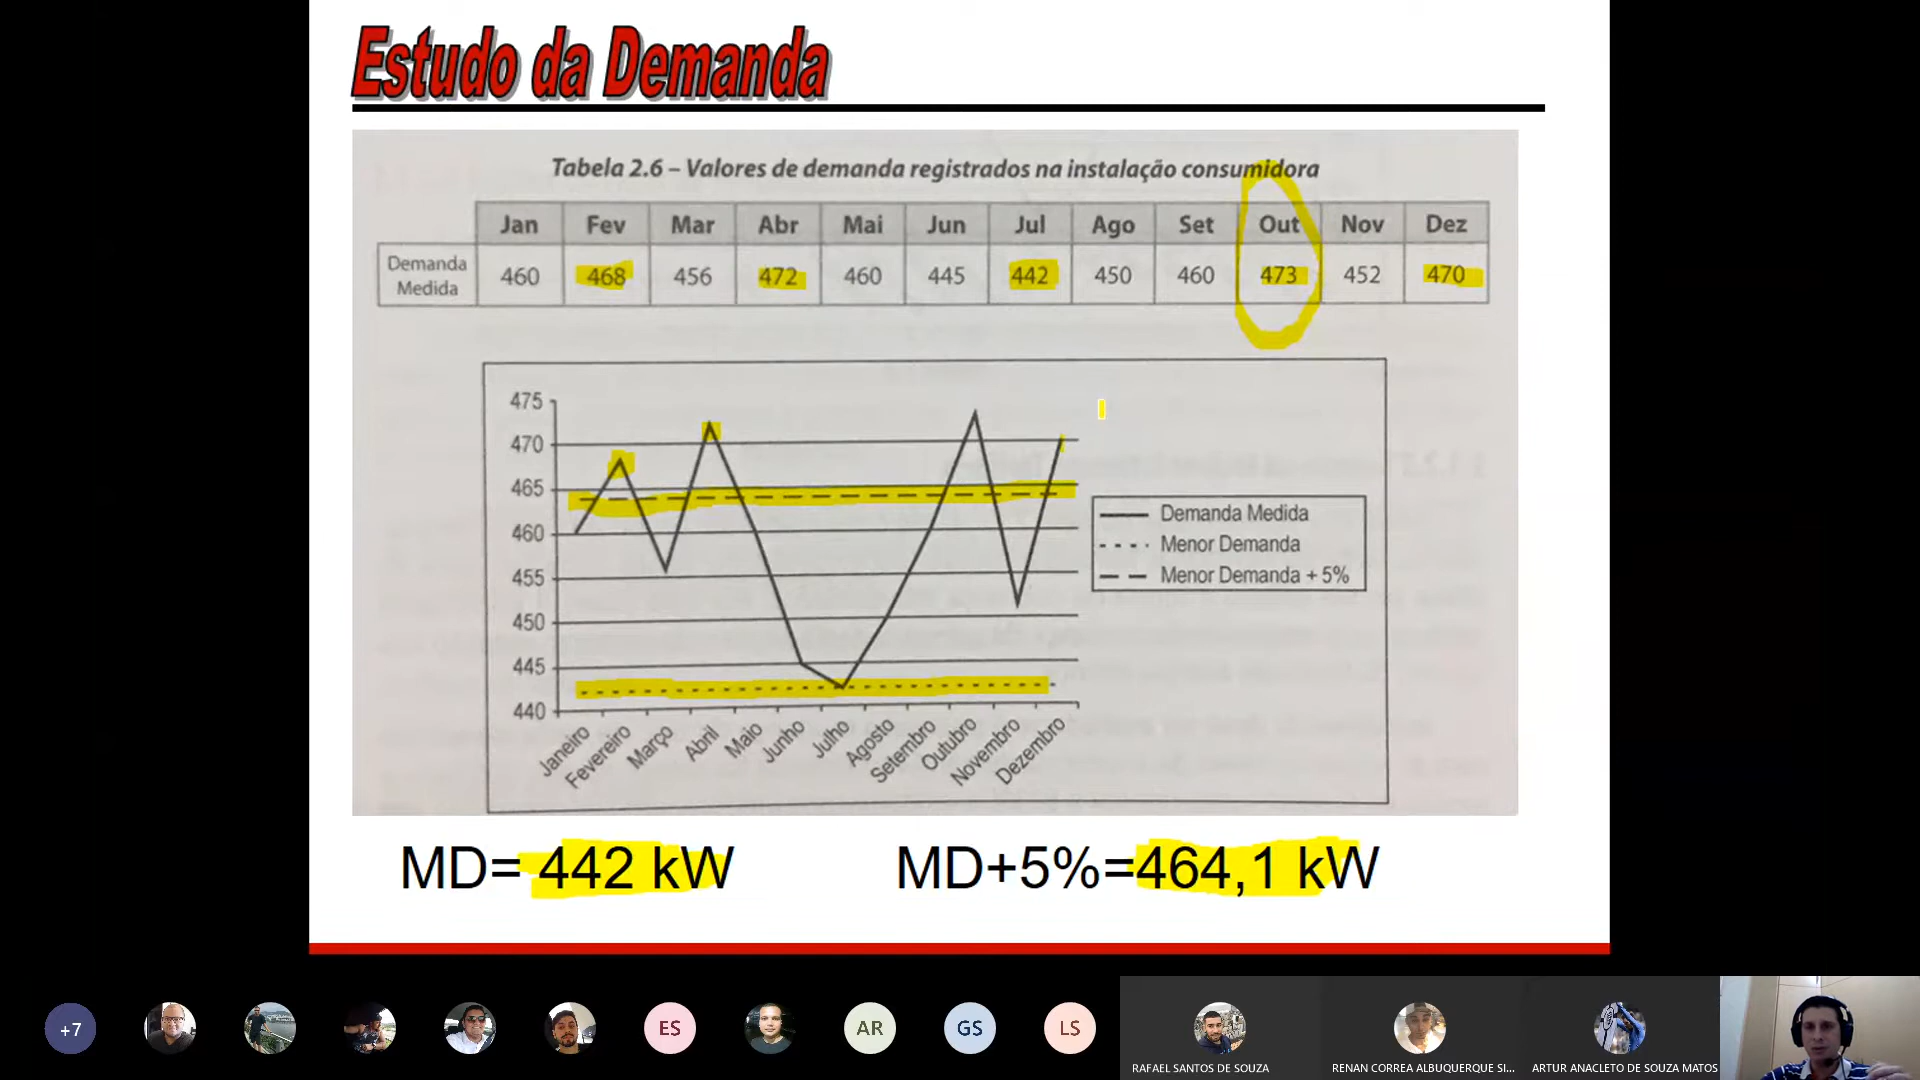 Estudo da Demanda
Tabela 2.6 – Valores de demanda registrados na instalação consumidora
Jan Fev Mar Abr Mai Jun Jul Ago Set Out Nov Dez
Demanda Medida 460 468 456 472 460 445 442 450 460 473 452 470
475
470
465
460
455
450
445
440
Janeiro Fevereiro Março Abril Maio Junho Julho Agosto Setembro Outubro Novembro Dezembro
Demanda Medida
Menor Demanda
Menor Demanda + 5%
MD= 442 kW MD+5%=464,1 kW
+7 ES AR GS LS
RAFAEL SANTOS DE SOUZA RENAN CORREA ALBUQUERQUE SI... ARTUR ANACLETO DE SOUZA MATOS